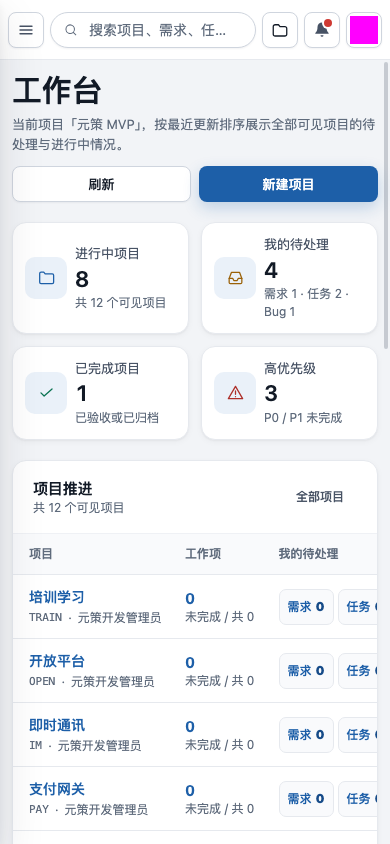 搜索项目、需求、任...
工作台
当前项目「元策 MVP」，按最近更新排序展示全部可见项目的待
处理与进行中情况。
刷新
新建项目
进行中项目
8
共 12 个可见项目
我的待处理
4
需求 1 · 任务 2 ·
Bug 1
已完成项目
1
已验收或已归档
高优先级
3
P0 / P1 未完成
项目推进
共 12 个可见项目
全部项目
项目 工作项 我的待处理
培训学习
TRAIN · 元策开发管理员
0
未完成 / 共 0
需求 0 任务
开放平台
OPEN · 元策开发管理员
0
未完成 / 共 0
需求 0 任务
即时通讯
IM · 元策开发管理员
0
未完成 / 共 0
需求 0 任务
支付网关
PAY · 元策开发管理员
0
未完成 / 共 0
需求 0 任务